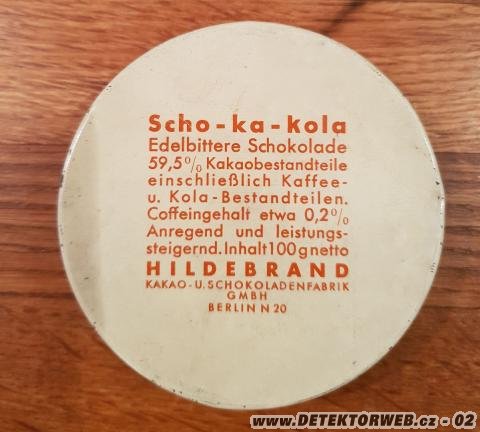 Scho-ka-kola
Edelbittere Schokolade
59,5% Kakaobestandteile
einschließlich Kaffee-
u. Kola-Bestandteilen.
Coffeingehalt etwa 0,2%
Anregend und leistungs-
steigernd. Inhalt 100 g netto
HILDEBRAND
KAKAO-U.SCHOKOLADENFABRIK
GMBH
BERLIN N 20
www.DETEKTORWEB.cz - 02